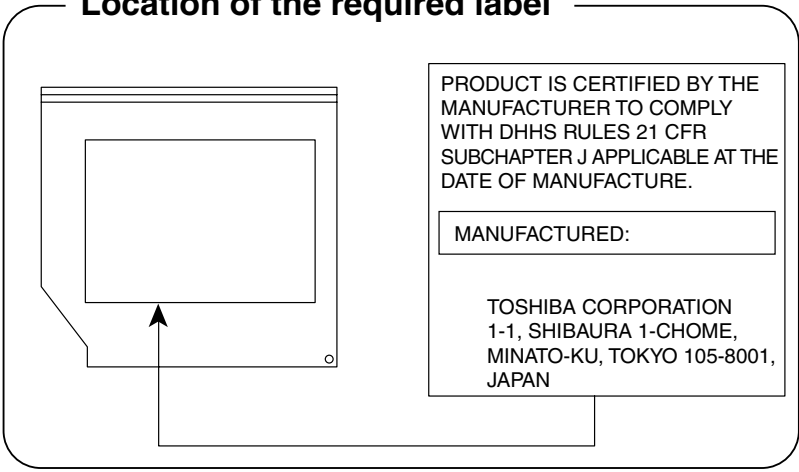 Location of the required label
PRODUCT IS CERTIFIED BY THE
MANUFACTURER TO COMPLY
WITH DHHS RULES 21 CFR
SUBCHAPTER J APPLICABLE AT THE
DATE OF MANUFACTURE.
MANUFACTURED:
TOSHIBA CORPORATION
1-1, SHIBAURA 1-CHOME,
MINATO-KU, TOKYO 105-8001,
JAPAN